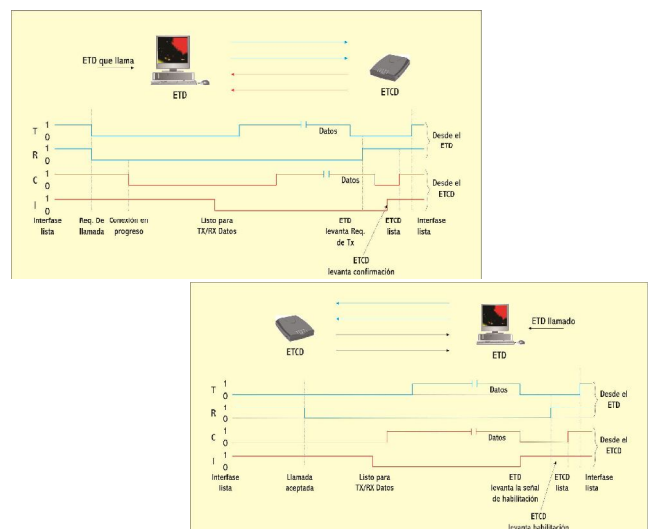 ETD que llama
ETD
ETCD
T 1
0
Datos
Desde el
ETD
R 1
0
C 1
0
Datos
Desde el
ETCD
I 1
0
Interfase
lista
Req. De
llamada
Conexión en
progreso
Listo para
TX/RX Datos
ETD
levanta Req.
de Tx
ETCD
lista
Interfase
lista
ETCD
levanta confirmación
ETCD
ETD
ETD llamado
T 1
0
Datos
Desde el
ETD
R 1
0
C 1
0
Datos
Desde el
ETCD
I 1
0
Interfase
lista
Llamada
aceptada
Listo para
TX/RX Datos
ETD
levanta la señal
de habilitación
ETCD
lista
Interfase
lista
ETCD
levanta habilitación